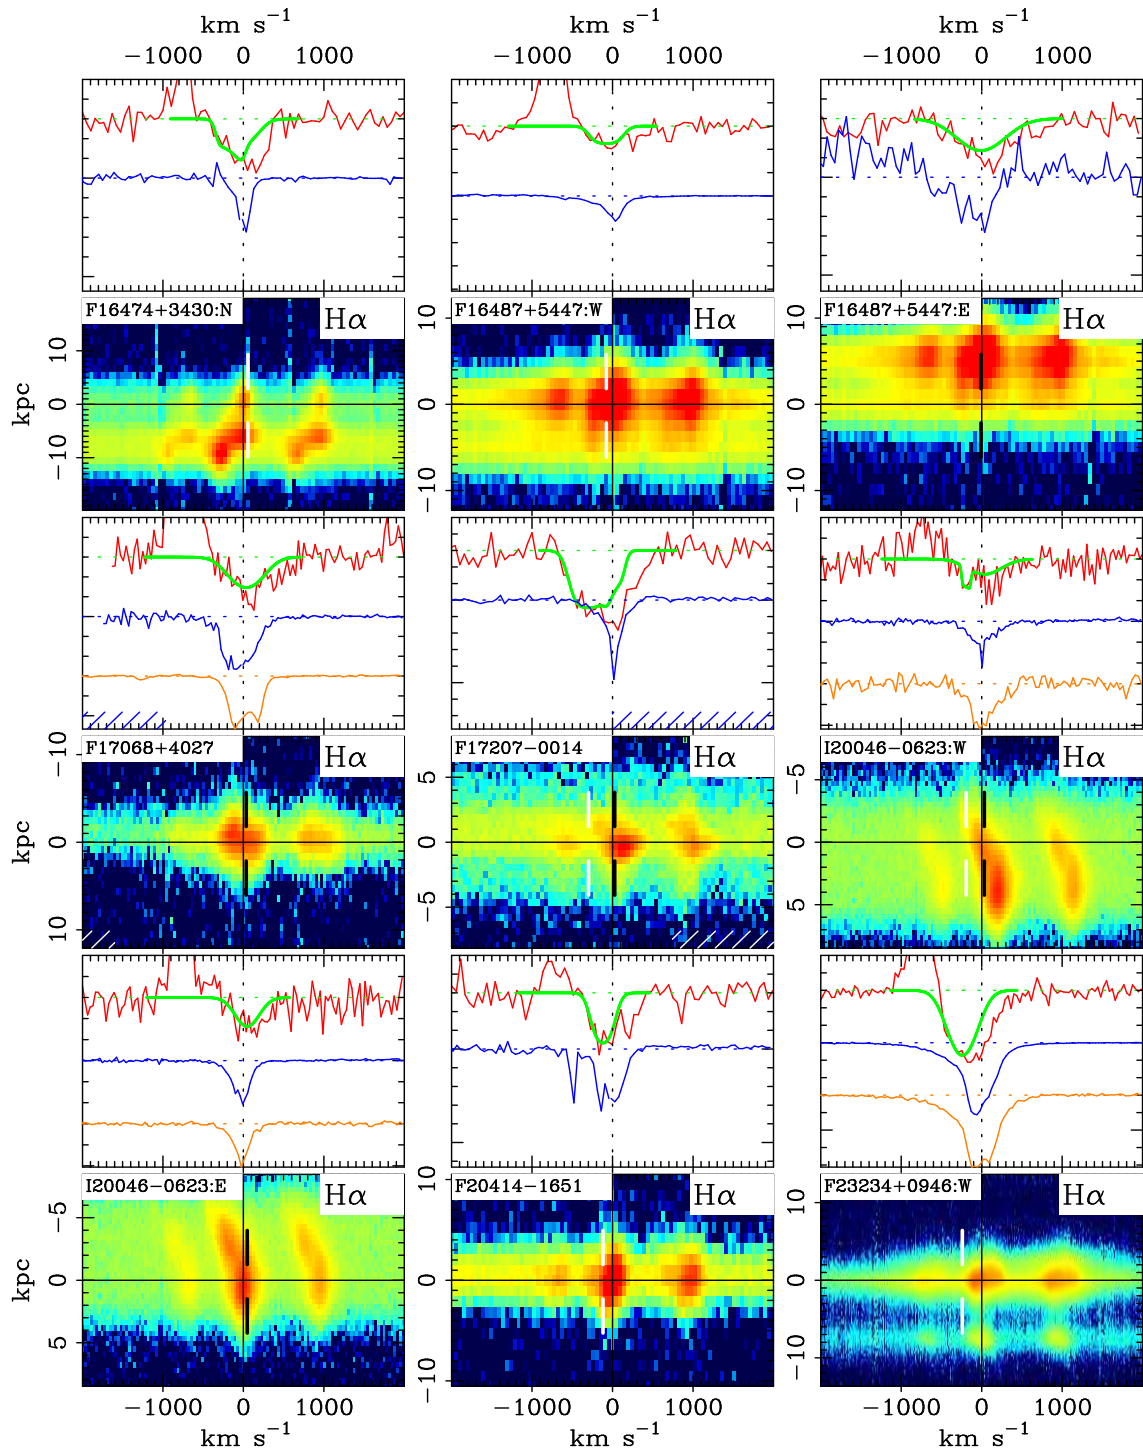 km s⁻¹ km s⁻¹ km s⁻¹
−1000 0 1000 −1000 0 1000 −1000 0 1000
F16474+3430:N Hα F16487+5447:W Hα F16487+5447:E Hα
10 10 10
kpc 0 0 0
−10 −10 −10
F17068+4027 Hα F17207−0014 Hα I20046−0623:W Hα
−10 5 −5
kpc 0 0 0
10 −5 5
I20046−0623:E Hα F20414−1651 Hα F23234+0946:W Hα
−5 10 10
kpc 0 0 0
5 −10 −10
−1000 0 1000 −1000 0 1000 −1000 0 1000
km s⁻¹ km s⁻¹ km s⁻¹